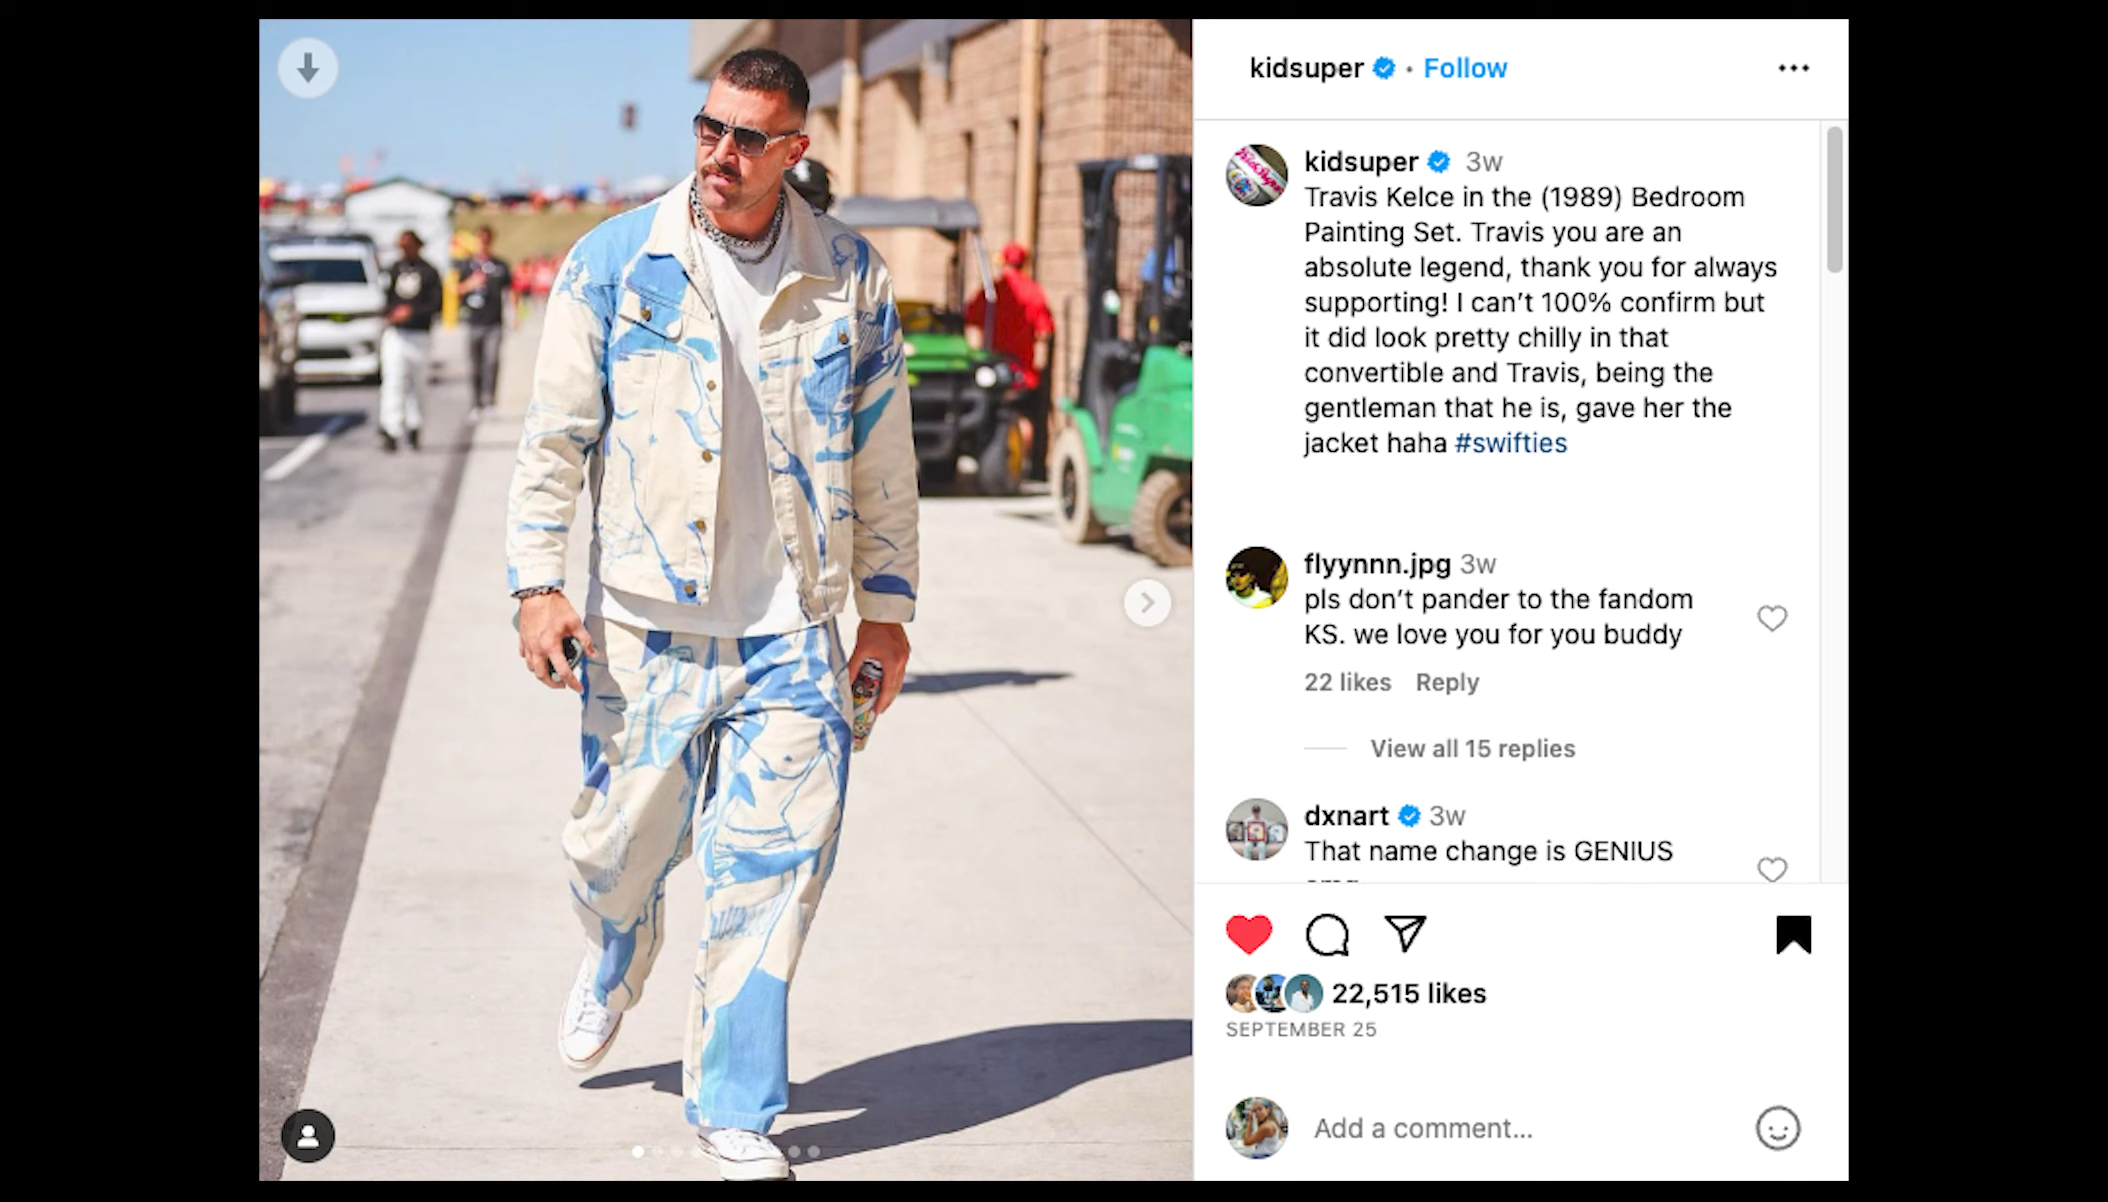 kidsuper • Follow
kidsuper 3w
Travis Kelce in the (1989) Bedroom
Painting Set. Travis you are an
absolute legend, thank you for always
supporting! I can’t 100% confirm but
it did look pretty chilly in that
convertible and Travis, being the
gentleman that he is, gave her the
jacket haha #swifties
flyynnn.jpg 3w
pls don’t pander to the fandom
KS. we love you for you buddy
22 likes Reply
View all 15 replies
dxnart 3w
That name change is GENIUS
22,515 likes
SEPTEMBER 25
Add a comment...